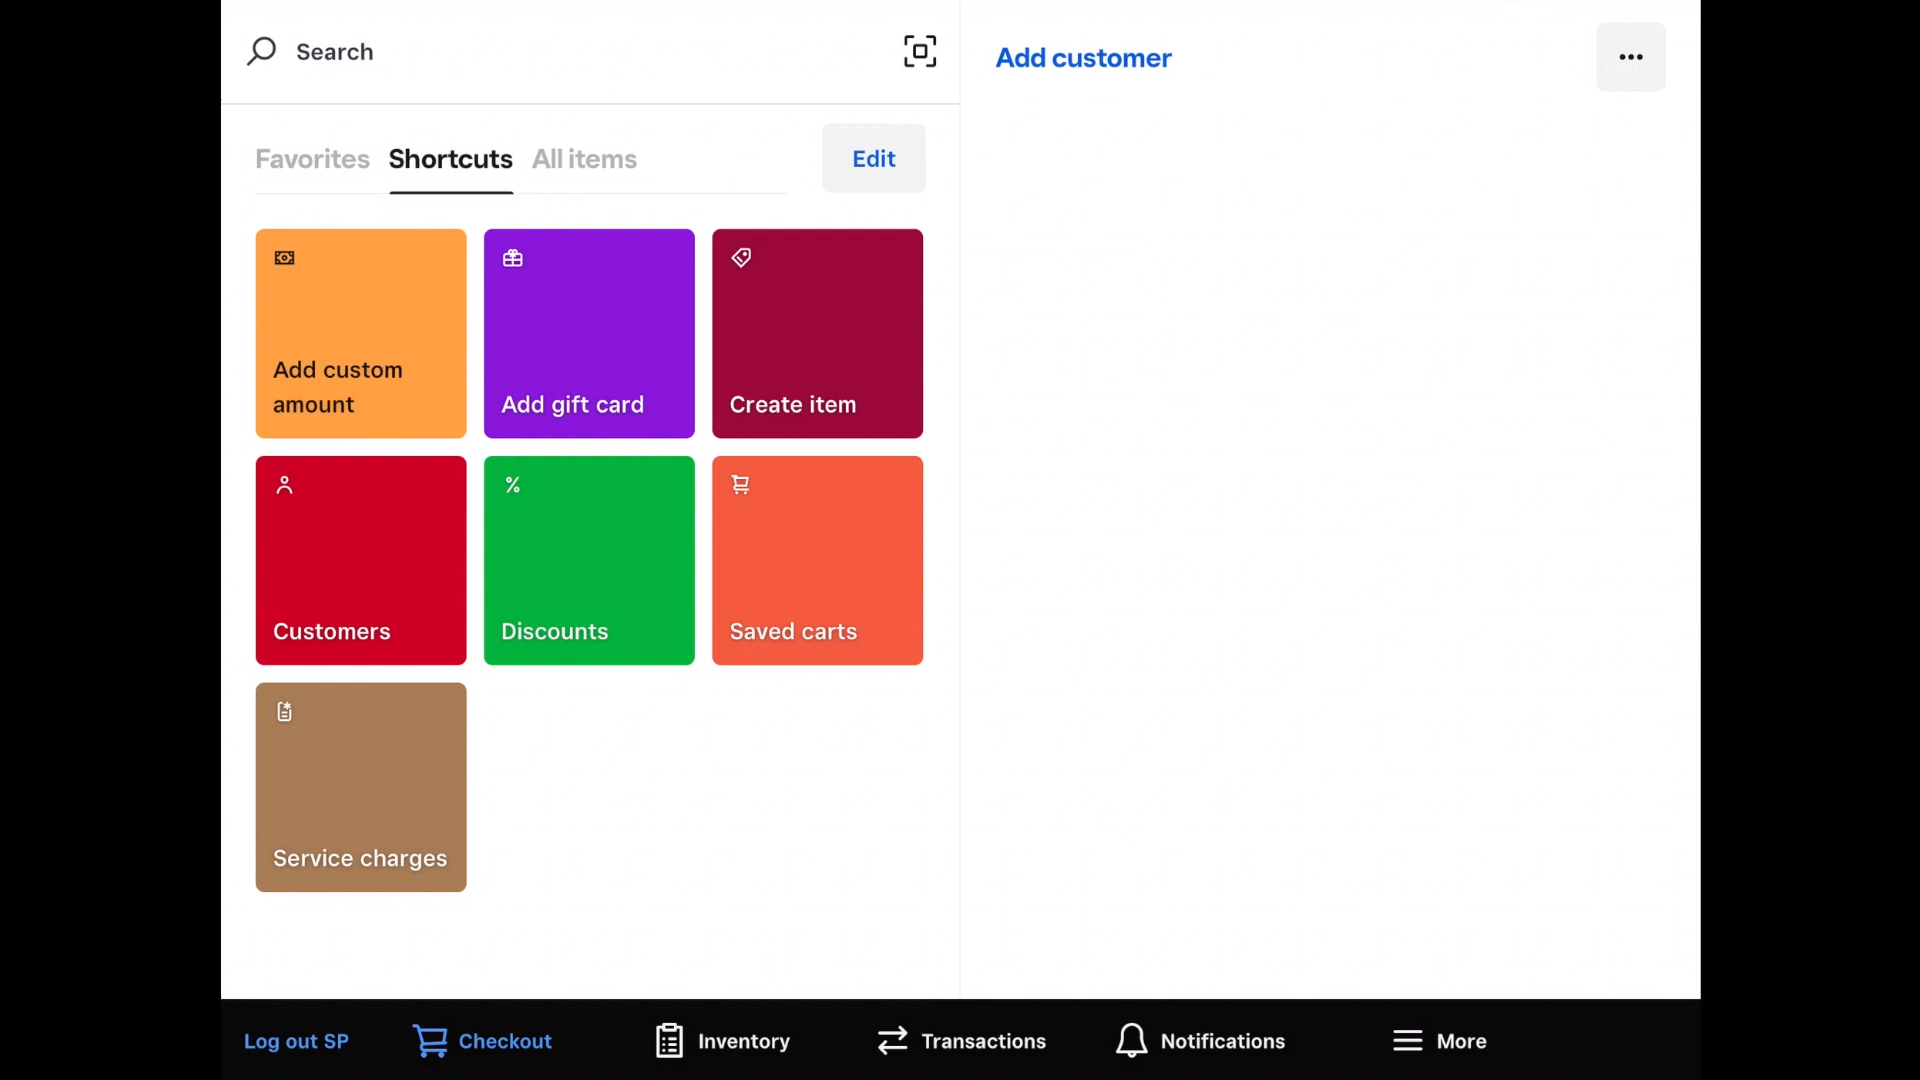 Search
Add customer
Favorites Shortcuts All items
Edit
Add custom
amount
Add gift card
Create item
Customers
Discounts
Saved carts
Service charges
Log out SP
Checkout
Inventory
Transactions
Notifications
More